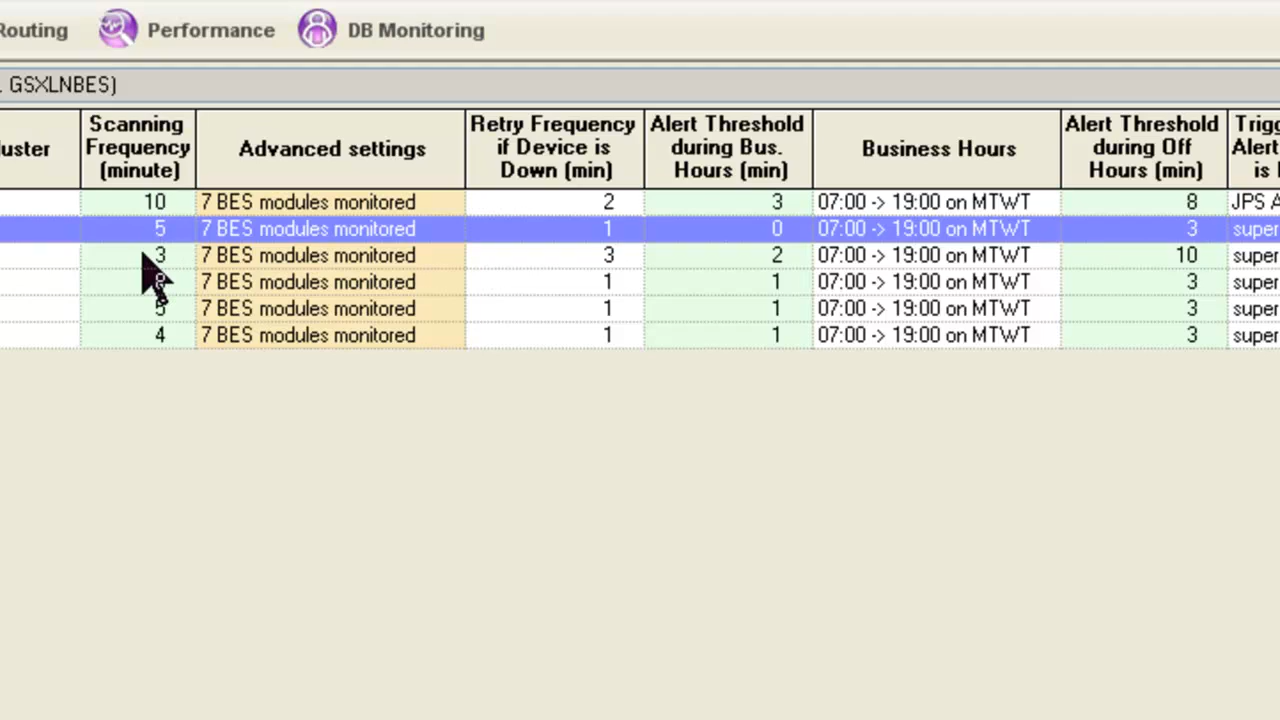 Routing Performance DB Monitoring
. GSXLNBES)
luster Scanning Frequency (minute) Advanced settings Retry Frequency if Device is Down (min) Alert Threshold during Bus. Hours (min) Business Hours Alert Threshold during Off Hours (min) Trigg Alert is
10 7 BES modules monitored 2 3 07:00 -> 19:00 on MTWT 8 JPS A
5 7 BES modules monitored 1 0 07:00 -> 19:00 on MTWT 3 super
3 7 BES modules monitored 3 2 07:00 -> 19:00 on MTWT 10 super
7 BES modules monitored 1 1 07:00 -> 19:00 on MTWT 3 super
5 7 BES modules monitored 1 1 07:00 -> 19:00 on MTWT 3 super
4 7 BES modules monitored 1 1 07:00 -> 19:00 on MTWT 3 super